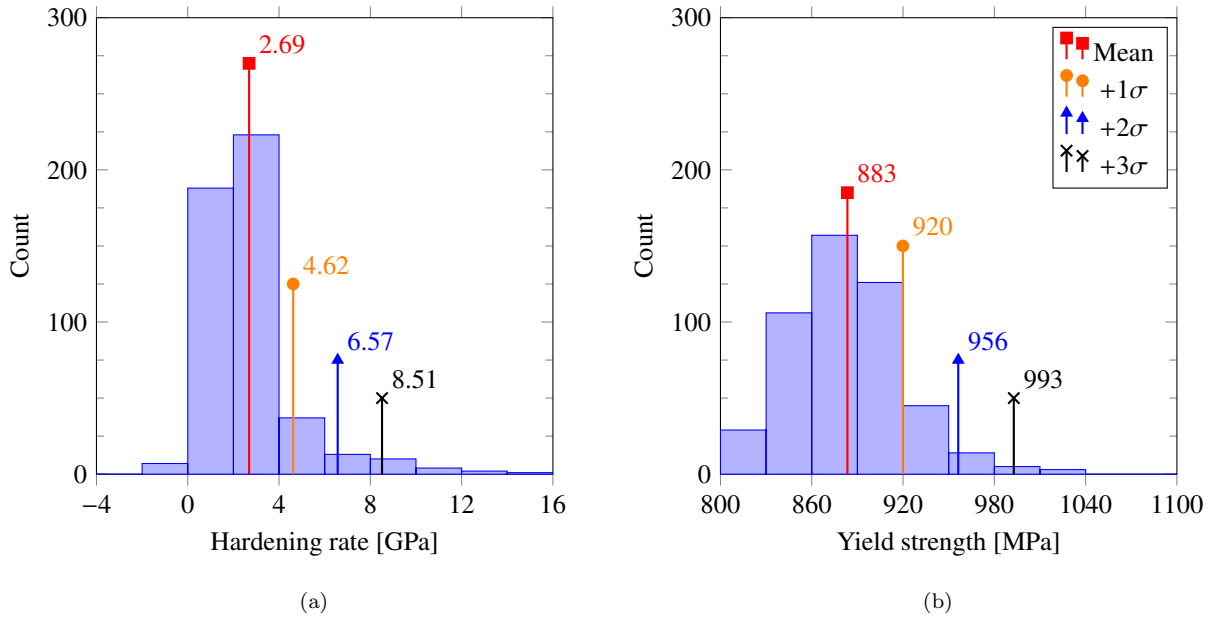 300
200
100
0
Count
2.69
4.62
6.57
8.51
−4
0
4
8
12
16
Hardening rate [GPa]
(a)
300
200
100
0
Count
883
920
956
993
Mean
+1σ
+2σ
+3σ
800
860
920
980
1040
1100
Yield strength [MPa]
(b)